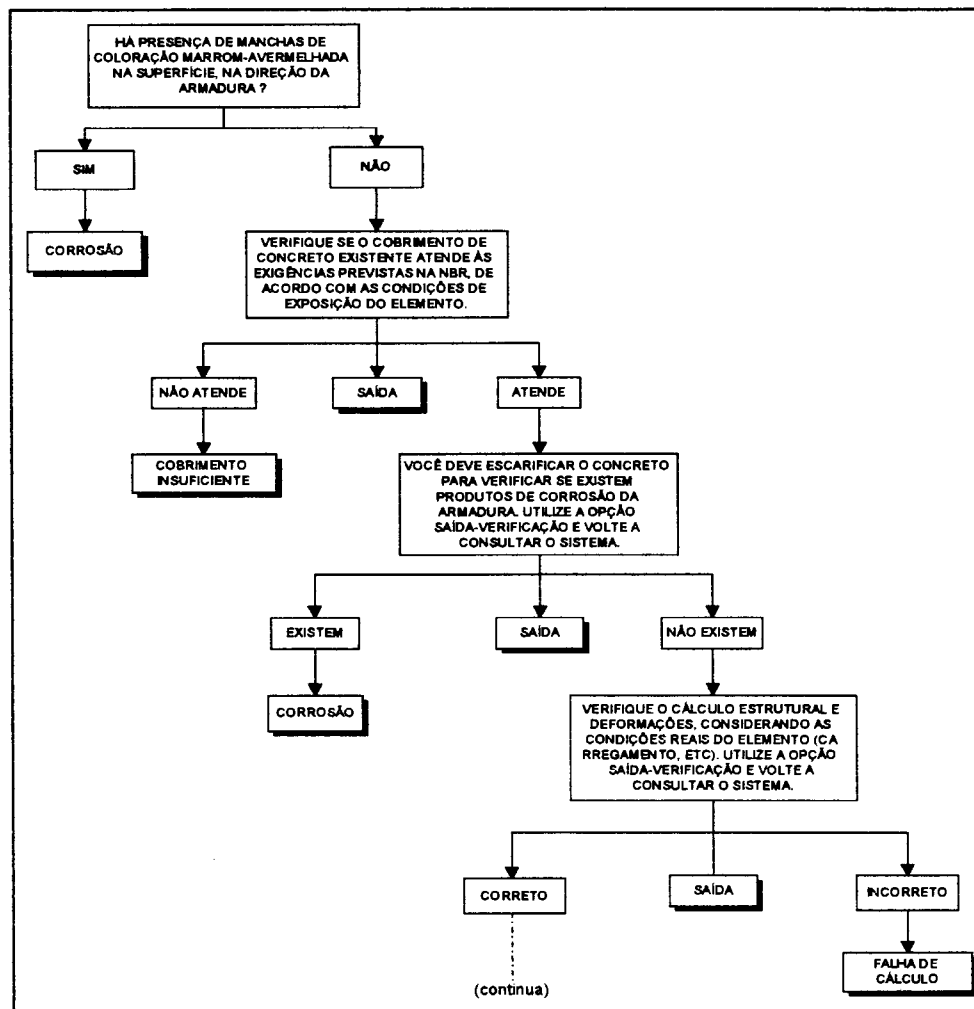 HÁ PRESENÇA DE MANCHAS DE
COLORAÇÃO MARROM-AVERMELHADA
NA SUPERFÍCIE, NA DIREÇÃO DA
ARMADURA ?
SIM
NÃO
CORROSÃO
VERIFIQUE SE O COBRIMENTO DE
CONCRETO EXISTENTE ATENDE ÀS
EXIGÊNCIAS PREVISTAS NA NBR, DE
ACORDO COM AS CONDIÇÕES DE
EXPOSIÇÃO DO ELEMENTO.
NÃO ATENDE
SAÍDA
ATENDE
COBRIMENTO
INSUFICIENTE
VOCÊ DEVE ESCARIFICAR O CONCRETO
PARA VERIFICAR SE EXISTEM
PRODUTOS DE CORROSÃO DA
ARMADURA. UTILIZE A OPÇÃO
SAÍDA-VERIFICAÇÃO E VOLTE A
CONSULTAR O SISTEMA.
EXISTEM
SAÍDA
NÃO EXISTEM
CORROSÃO
VERIFIQUE O CÁLCULO ESTRUTURAL E
DEFORMAÇÕES, CONSIDERANDO AS
CONDIÇÕES REAIS DO ELEMENTO (CA
RREGAMENTO, ETC). UTILIZE A OPÇÃO
SAÍDA-VERIFICAÇÃO E VOLTE A
CONSULTAR O SISTEMA.
CORRETO
SAÍDA
INCORRETO
FALHA DE
CÁLCULO
(continua)